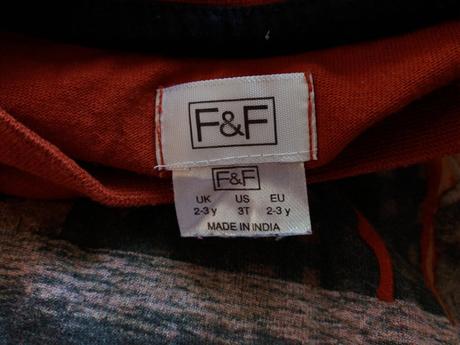 F&F
F&F
UK US EU
2-3 y 3T 2-3 y
MADE IN INDIA